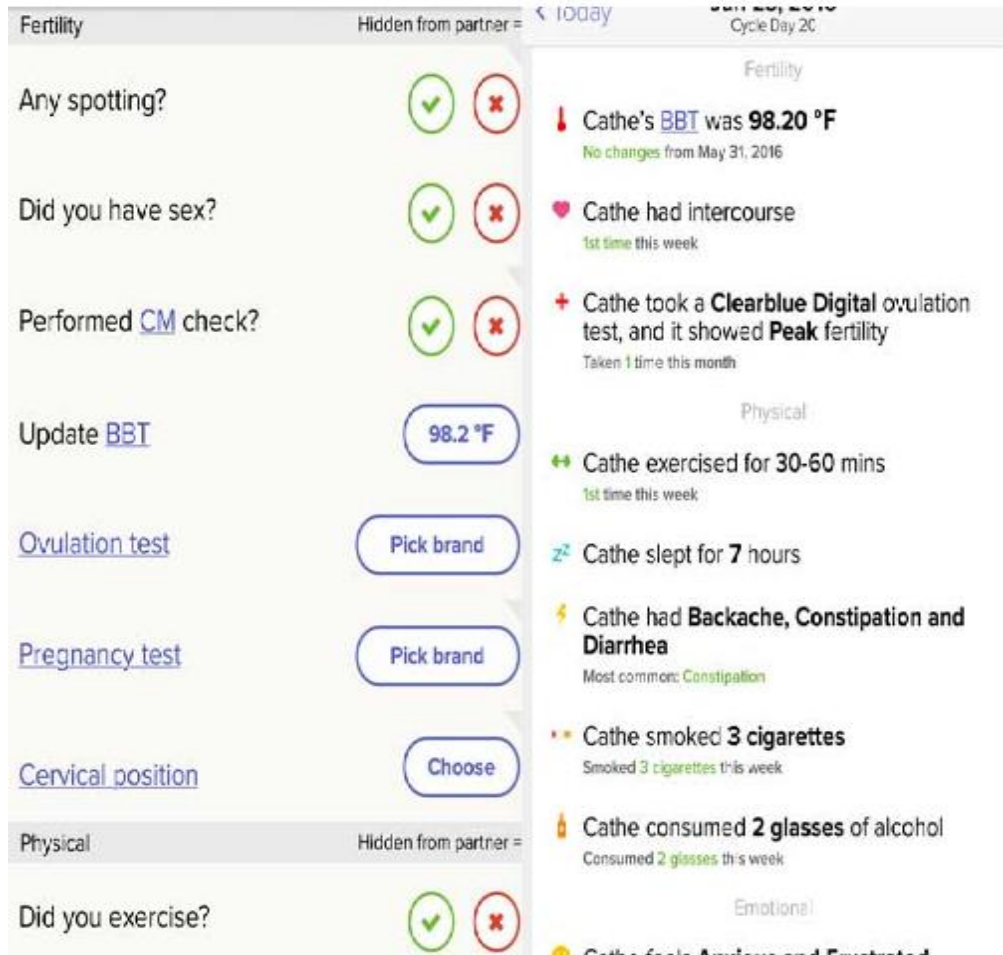 Fertility Hidden from partner =
Any spotting?
Did you have sex?
Performed CM check?
Update BBT 98.2 °F
Ovulation test Pick brand
Pregnancy test Pick brand
Cervical position Choose
Physical Hidden from partner =
Did you exercise?
< Today
Cycle Day 20
Fertility
Cathe's BBT was 98.20 °F
No changes from May 31, 2016
Cathe had intercourse
1st time this week
Cathe took a Clearblue Digital ovulation
test, and it showed Peak fertility
Taken 1 time this month
Physical
Cathe exercised for 30-60 mins
1st time this week
zz Cathe slept for 7 hours
Cathe had Backache, Constipation and
Diarrhea
Most common: Constipation
Cathe smoked 3 cigarettes
Smoked 3 cigarettes this week
Cathe consumed 2 glasses of alcohol
Consumed 2 glasses this week
Emotional
Cathe feels Anxious and Frustrated